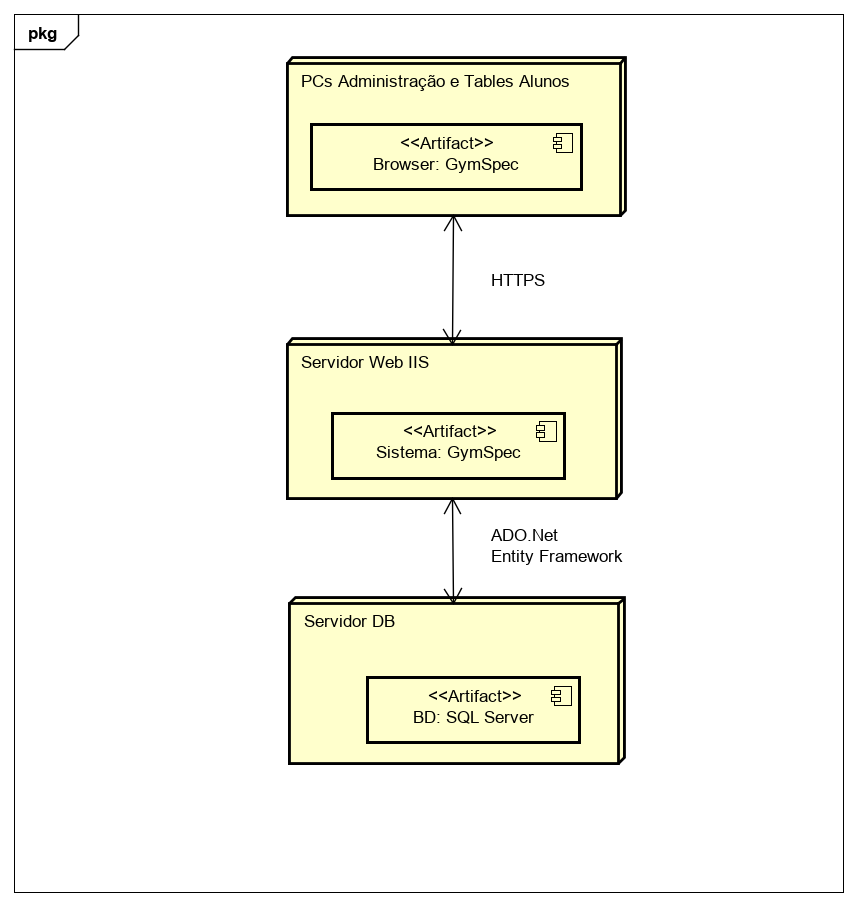 pkg
PCs Administração e Tables Alunos
<<Artifact>>
Browser: GymSpec
HTTPS
Servidor Web IIS
<<Artifact>>
Sistema: GymSpec
ADO.Net
Entity Framework
Servidor DB
<<Artifact>>
BD: SQL Server